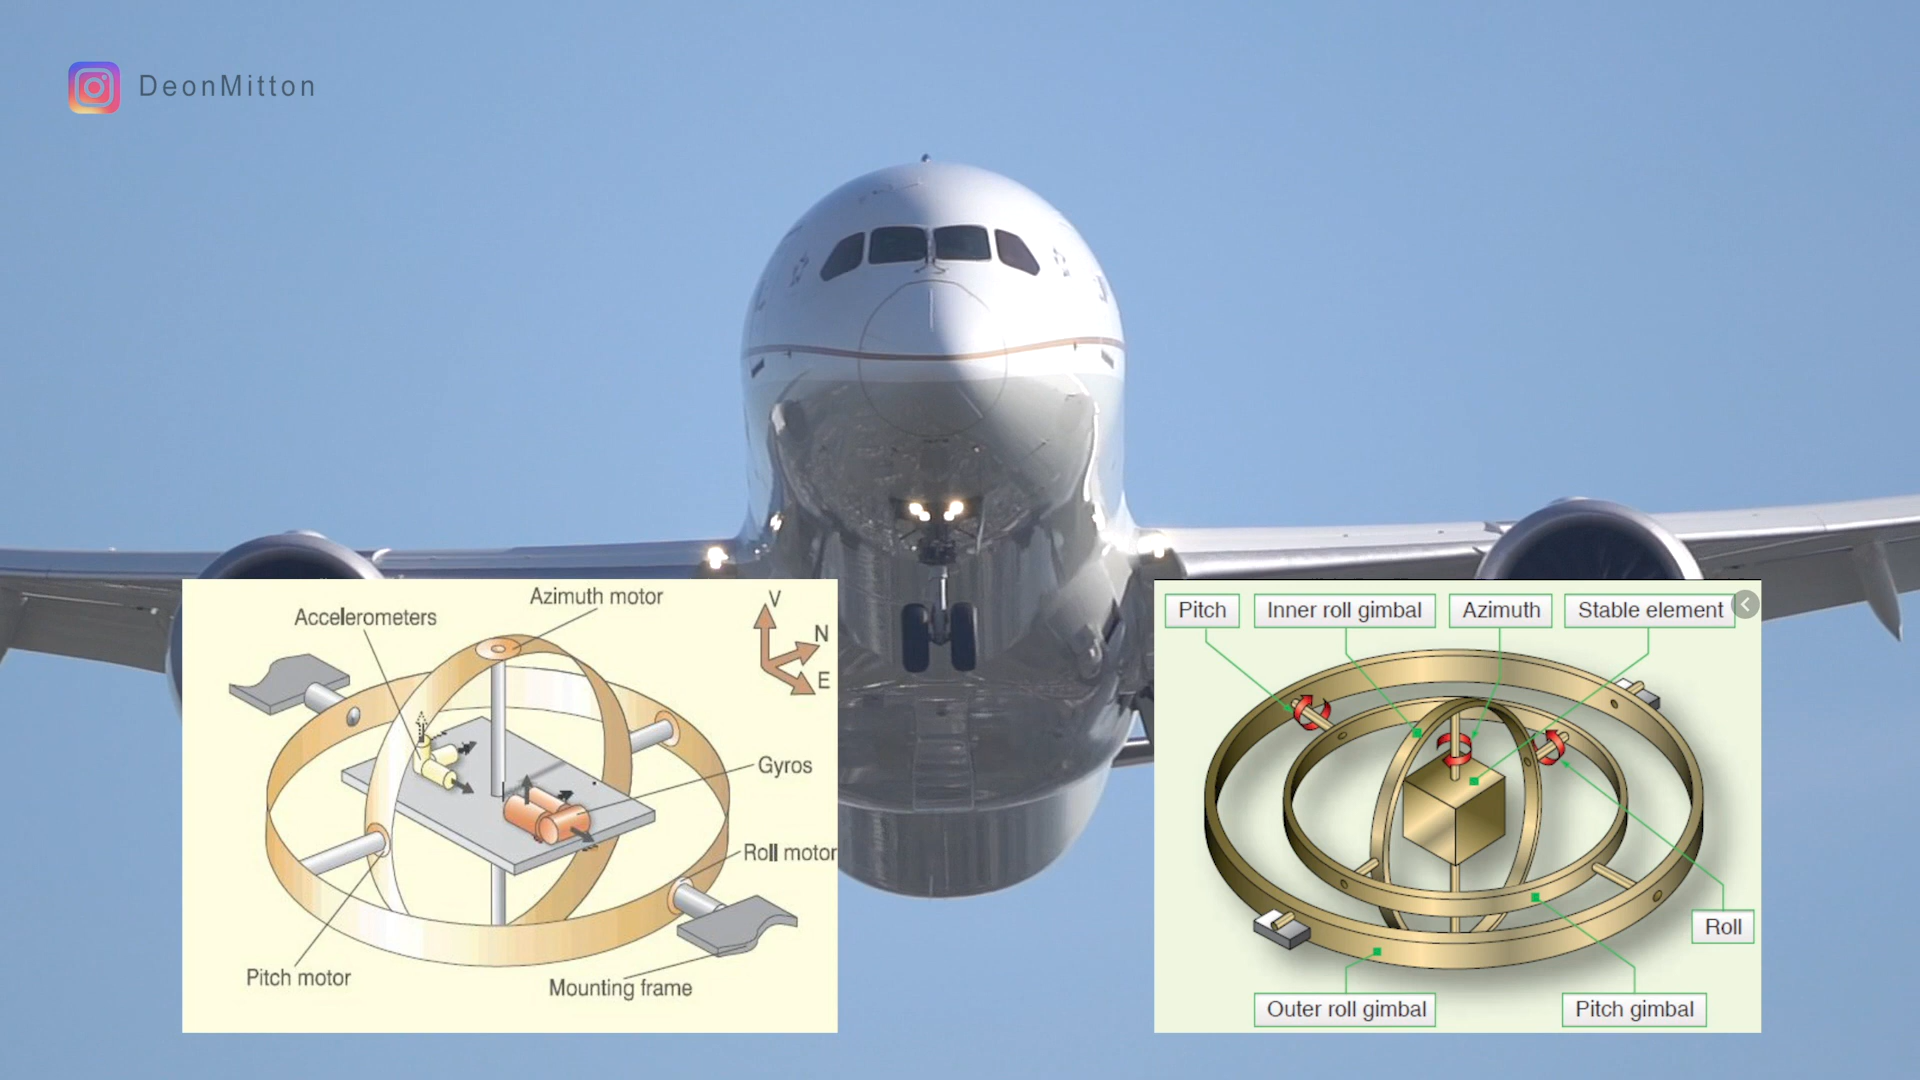 DeonMitton
Azimuth motor
Accelerometers
V
N
E
Gyros
Roll motor
Pitch motor
Mounting frame
Pitch
Inner roll gimbal
Azimuth
Stable element
Roll
Outer roll gimbal
Pitch gimbal